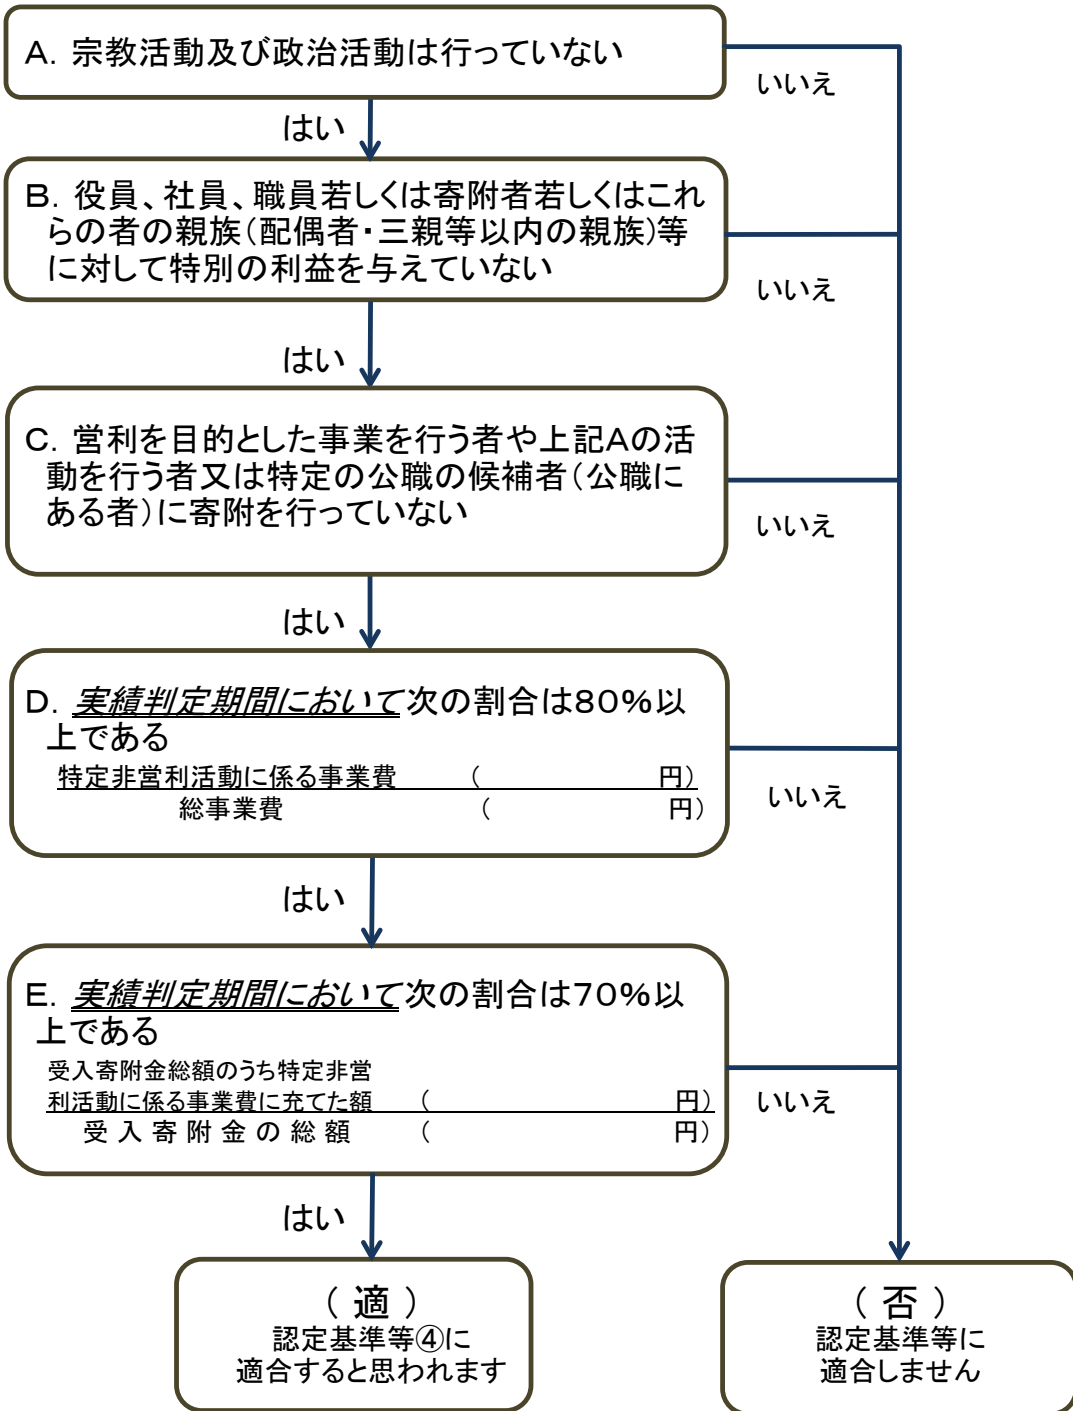 A. 宗教活動及び政治活動は行っていない
いいえ
はい
B. 役員、社員、職員若しくは寄附者若しくはこれ
らの者の親族（配偶者・三親等以内の親族）等
に対して特別の利益を与えていない
いいえ
はい
C. 営利を目的とした事業を行う者や上記Aの活
動を行う者又は特定の公職の候補者（公職に
ある者）に寄附を行っていない
いいえ
はい
D. 実績判定期間において次の割合は80%以
上である
特定非営利活動に係る事業費 （ 円）
総事業費 （ 円）
いいえ
はい
E. 実績判定期間において次の割合は70%以
上である
受入寄附金総額のうち特定非営
利活動に係る事業費に充てた額 （ 円）
受入寄附金の総額 （ 円）
いいえ
はい
（適）
認定基準等④に
適合すると思われます
（否）
認定基準等に
適合しません